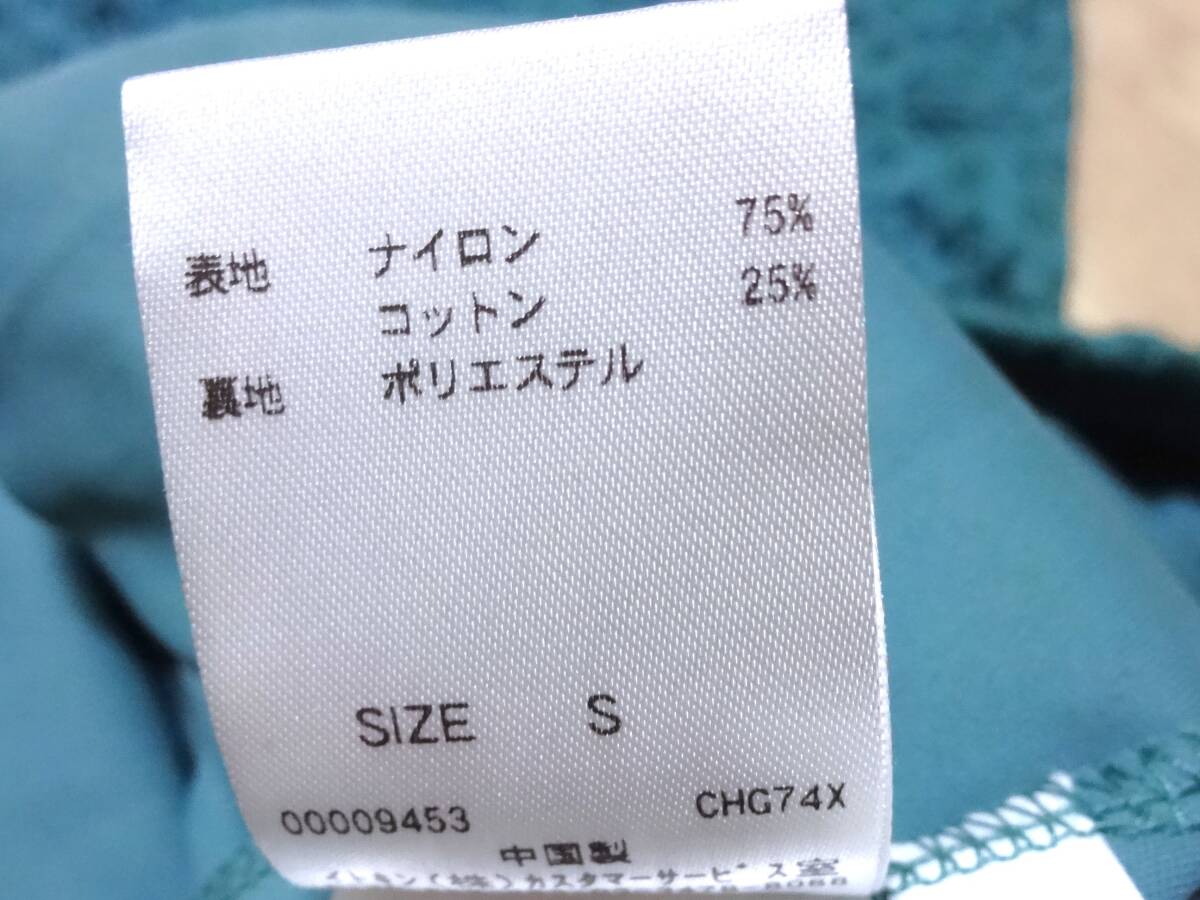 表地 ナイロン 75%
コットン 25%
裏地 ポリエステル
SIZE S
00009453 CHG74X
中国製
(株)カスタマーサービス室